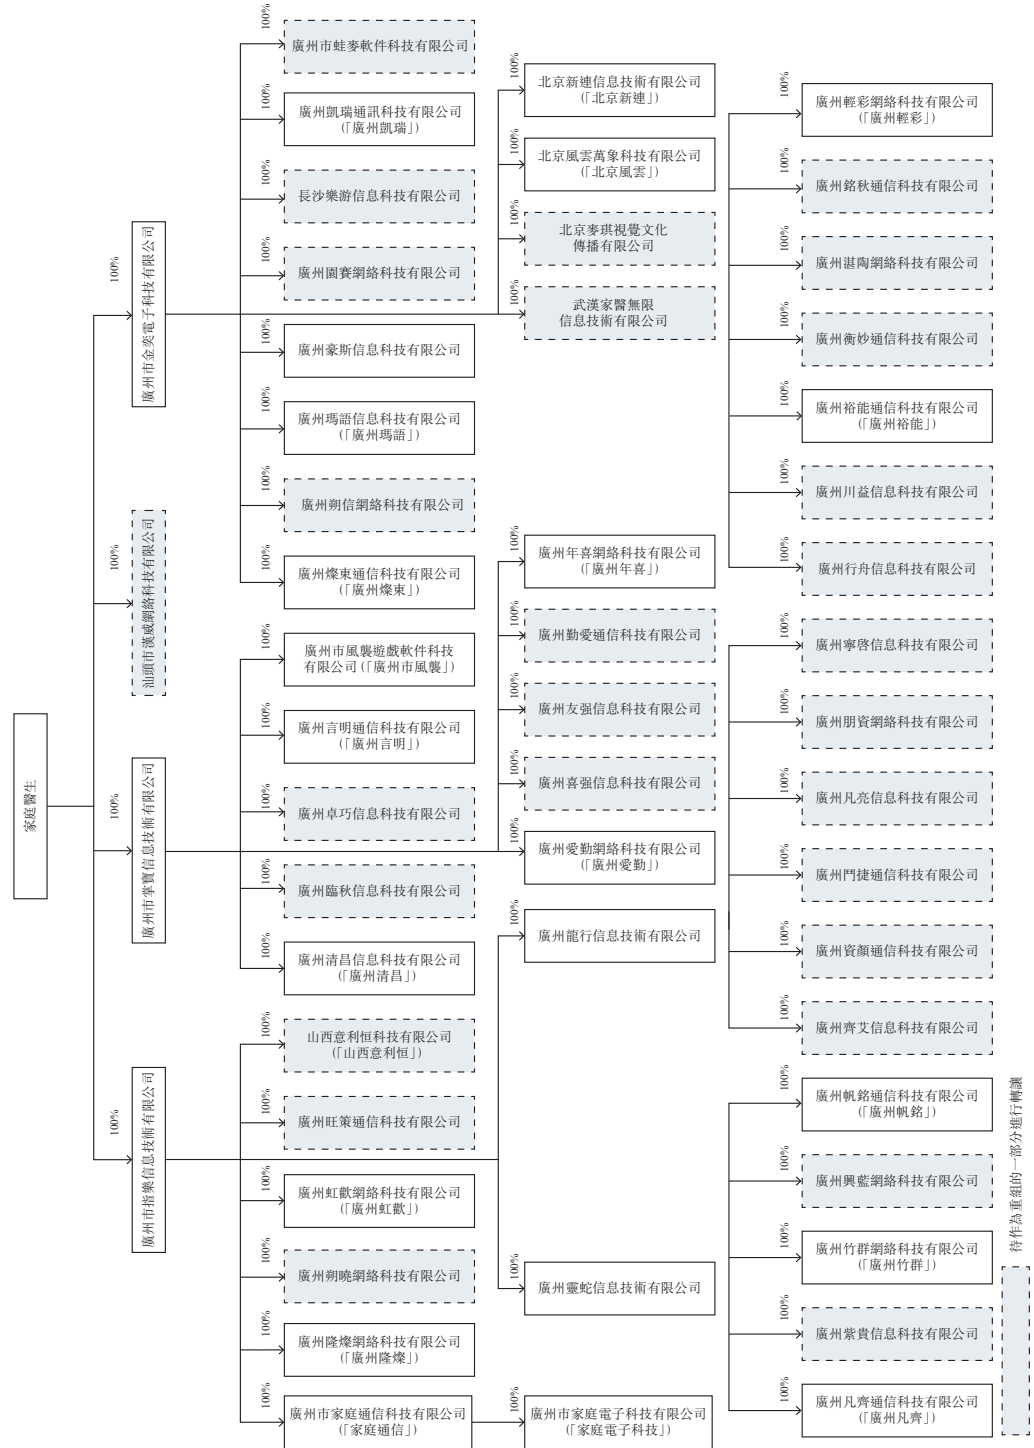 家庭醫生
100%
廣州市指樂信息技術有限公司
100%
廣州市掌寶信息技術有限公司
100%
汕頭市漢威網絡科技有限公司
100%
廣州市金奕電子科技有限公司
100%
廣州市蛙麥軟件科技有限公司
100%
廣州凱瑞通訊科技有限公司
(「廣州凱瑞」)
100%
長沙樂游信息科技有限公司
100%
廣州園賽網絡科技有限公司
100%
廣州豪斯信息科技有限公司
100%
廣州瑪語信息科技有限公司
(「廣州瑪語」)
100%
廣州朔信網絡科技有限公司
100%
廣州燦東通信科技有限公司
(「廣州燦東」)
100%
廣州市風襲遊戲軟件科技
有限公司(「廣州市風襲」)
100%
廣州言明通信科技有限公司
(「廣州言明」)
100%
廣州卓巧信息科技有限公司
100%
廣州臨秋信息科技有限公司
100%
廣州清昌信息科技有限公司
(「廣州清昌」)
100%
山西意利恒科技有限公司
(「山西意利恒」)
100%
廣州旺策通信科技有限公司
100%
廣州虹歡網絡科技有限公司
(「廣州虹歡」)
100%
廣州朔曉網絡科技有限公司
100%
廣州隆燦網絡科技有限公司
(「廣州隆燦」)
100%
廣州市家庭通信科技有限公司
(「家庭通信」)
100%
北京新連信息技術有限公司
(「北京新連」)
100%
北京風雲萬象科技有限公司
(「北京風雲」)
100%
北京麥琪視覺文化
傳播有限公司
100%
武漢家醫無限
信息技術有限公司
100%
廣州年喜網絡科技有限公司
(「廣州年喜」)
100%
廣州勤愛通信科技有限公司
100%
廣州友强信息科技有限公司
100%
廣州喜强信息科技有限公司
100%
廣州愛勤網絡科技有限公司
(「廣州愛勤」)
100%
廣州龍行信息技術有限公司
100%
廣州靈蛇信息技術有限公司
100%
廣州市家庭電子科技有限公司
(「家庭電子科技」)
100%
廣州輕彩網絡科技有限公司
(「廣州輕彩」)
100%
廣州銘秋通信科技有限公司
100%
廣州湛陶網絡科技有限公司
100%
廣州衡妙通信科技有限公司
100%
廣州裕能通信科技有限公司
(「廣州裕能」)
100%
廣州川益信息科技有限公司
100%
廣州行舟信息科技有限公司
100%
廣州寧啓信息科技有限公司
100%
廣州朋資網絡科技有限公司
100%
廣州凡亮信息科技有限公司
100%
廣州鬥捷通信科技有限公司
100%
廣州資顏通信科技有限公司
100%
廣州齊艾信息科技有限公司
100%
廣州帆銘通信科技有限公司
(「廣州帆銘」)
100%
廣州興藍網絡科技有限公司
100%
廣州竹群網絡科技有限公司
(「廣州竹群」)
100%
廣州紫貴信息科技有限公司
100%
廣州凡齊通信科技有限公司
(「廣州凡齊」)
待作為重組的一部分進行轉讓